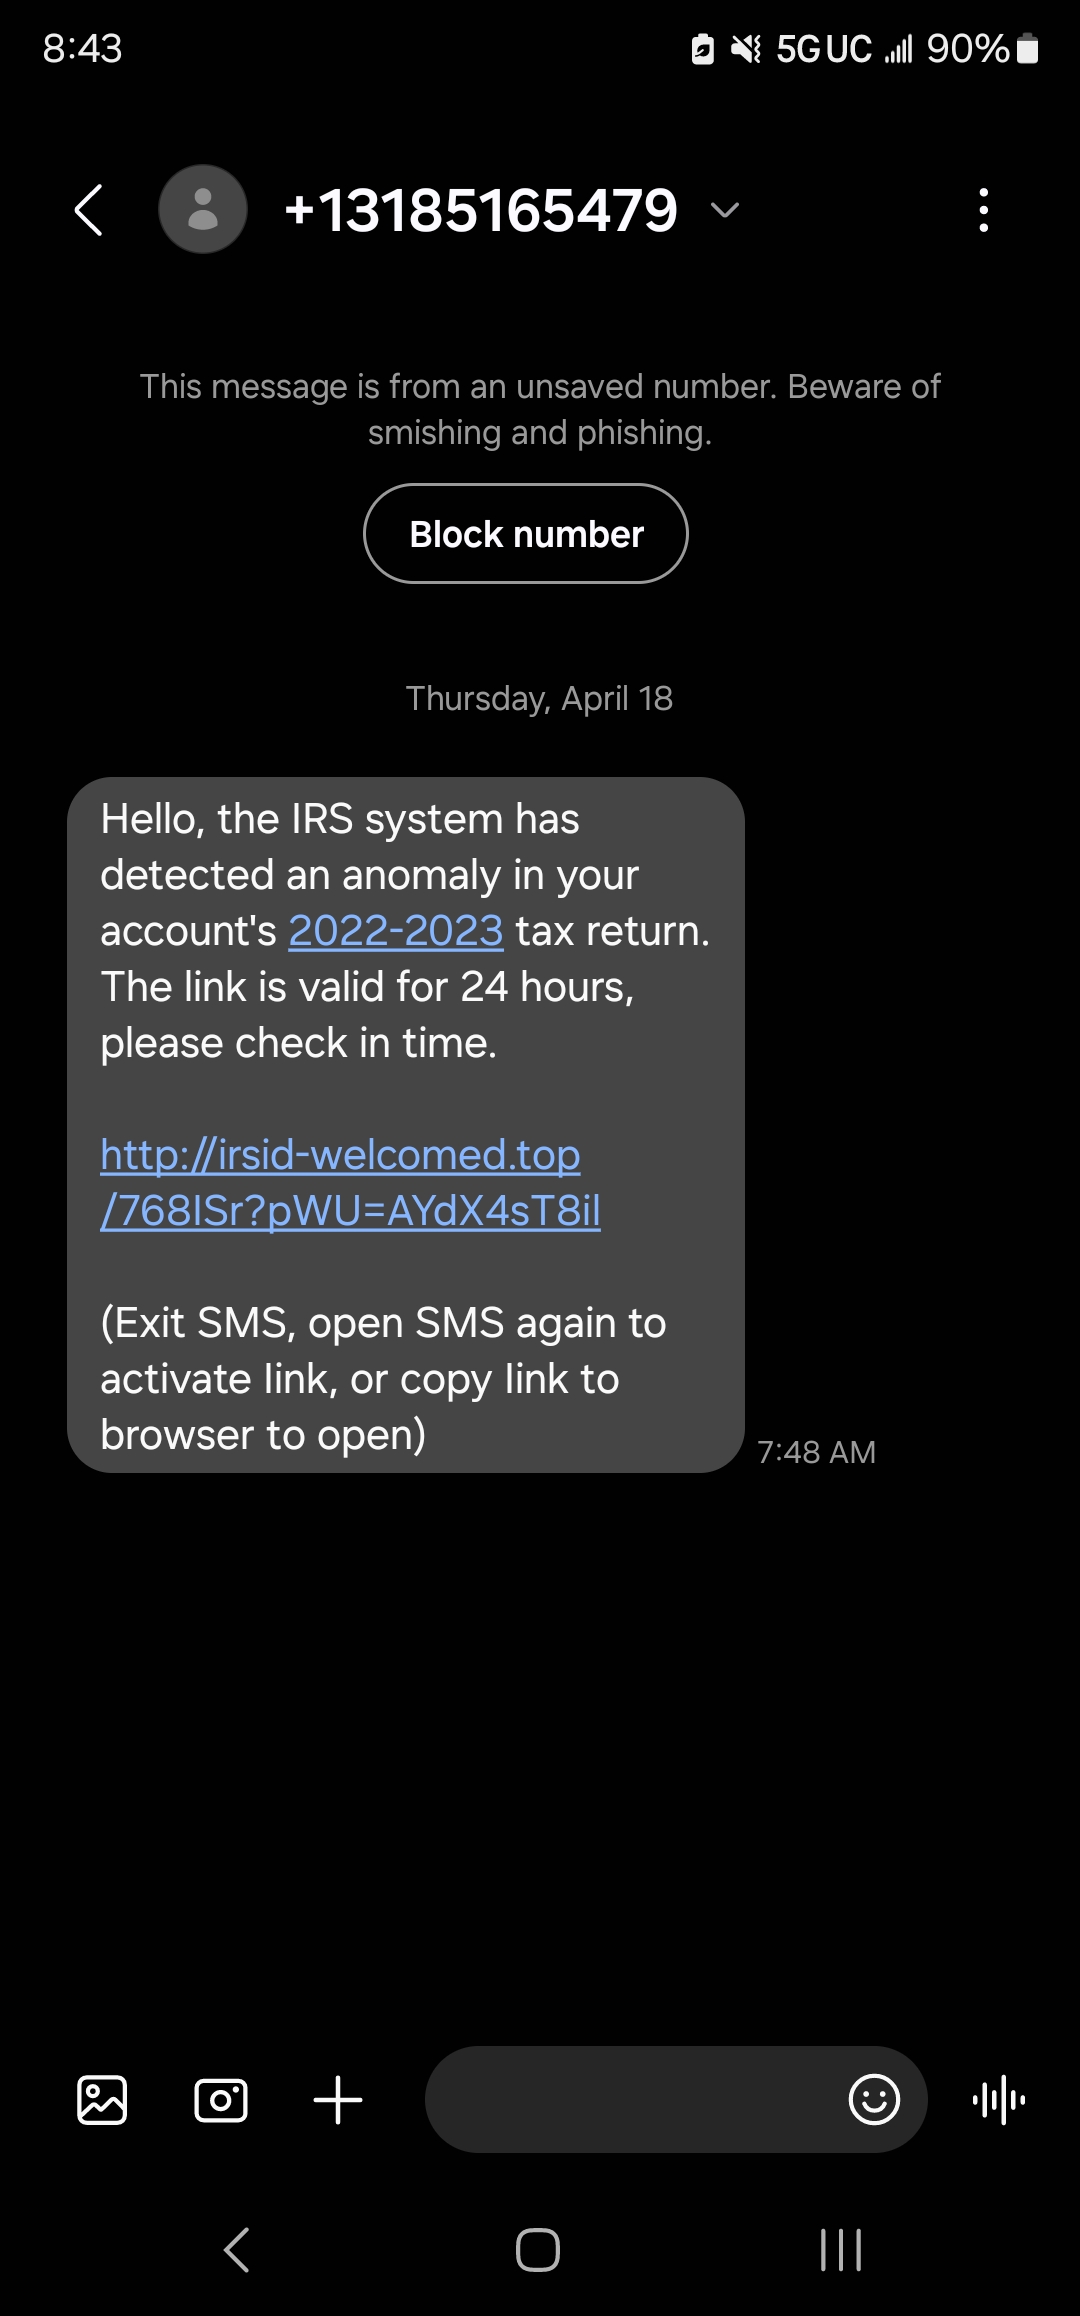 8:43
5G UC 90%
+13185165479
This message is from an unsaved number. Beware of
smishing and phishing.
Block number
Thursday, April 18
Hello, the IRS system has
detected an anomaly in your
account's 2022-2023 tax return.
The link is valid for 24 hours,
please check in time.
http://irsid-welcomed.top
/768ISr?pWU=AYdX4sT8il
(Exit SMS, open SMS again to
activate link, or copy link to
browser to open)
7:48 AM